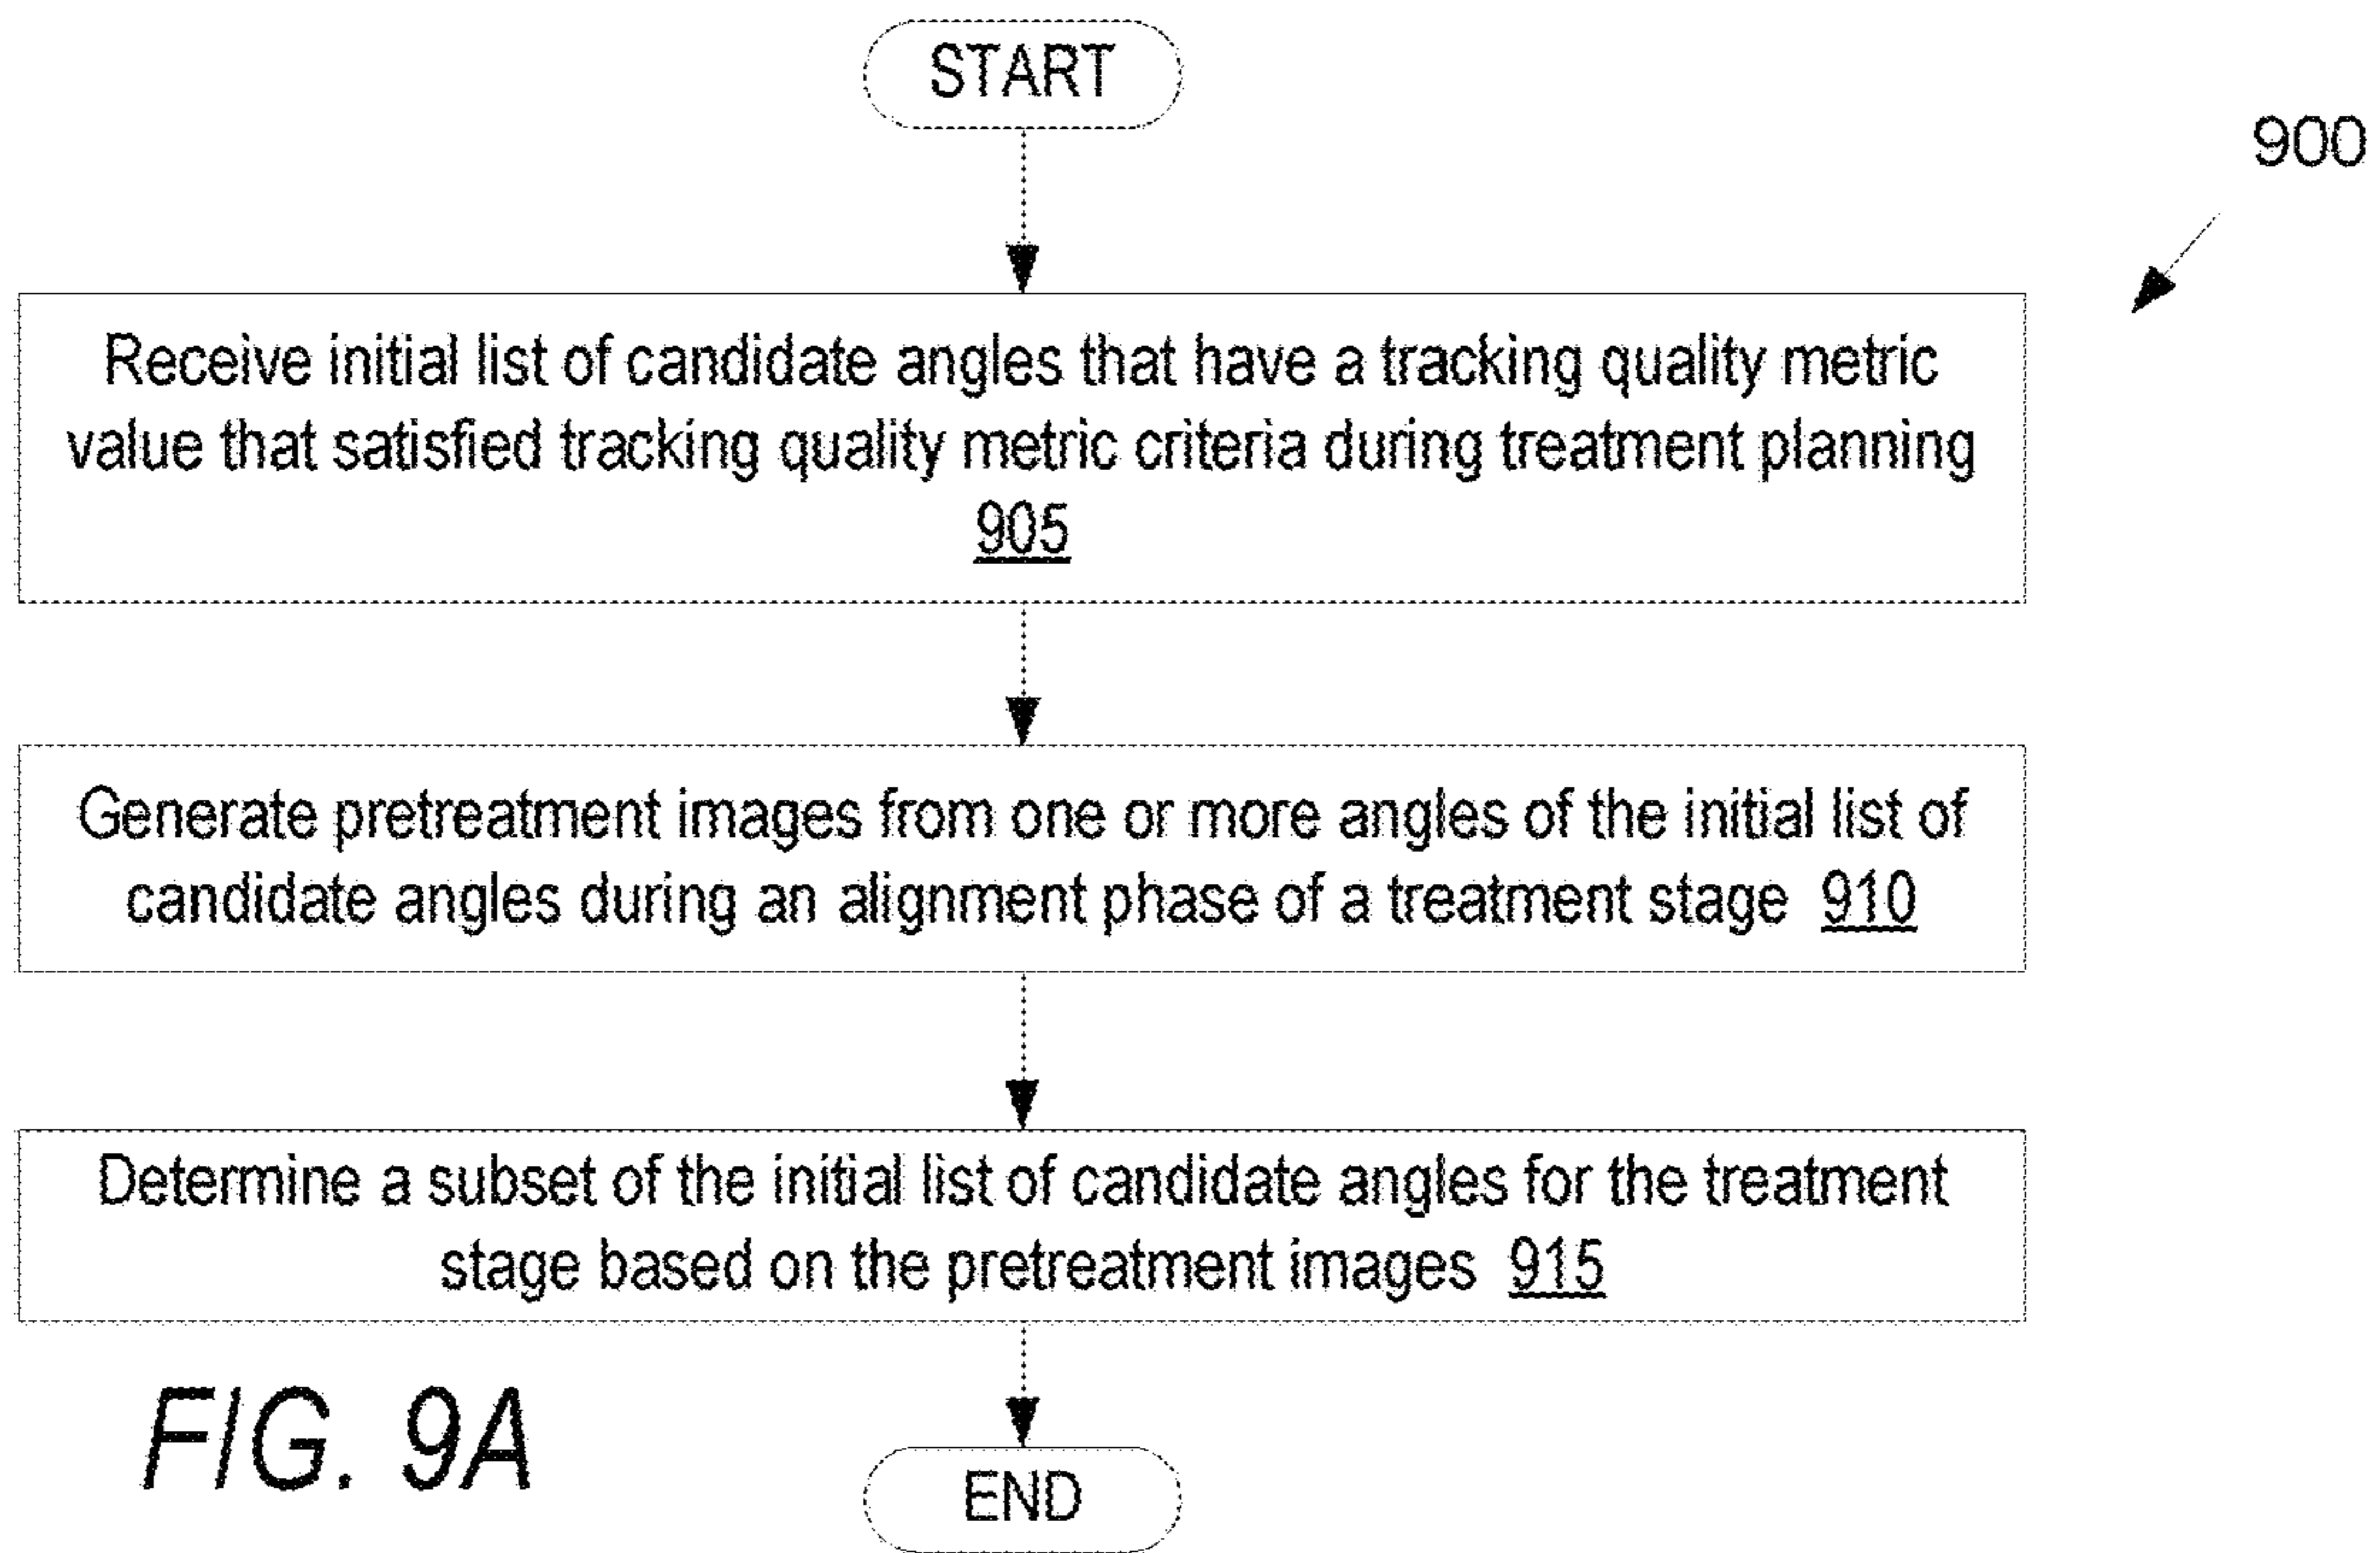 START
900
Receive initial list of candidate angles that have a tracking quality metric
value that satisfied tracking quality metric criteria during treatment planning
905
Generate pretreatment images from one or more angles of the initial list of
candidate angles during an alignment phase of a treatment stage 910
Determine a subset of the initial list of candidate angles for the treatment
stage based on the pretreatment images 915
FIG. 9A
END